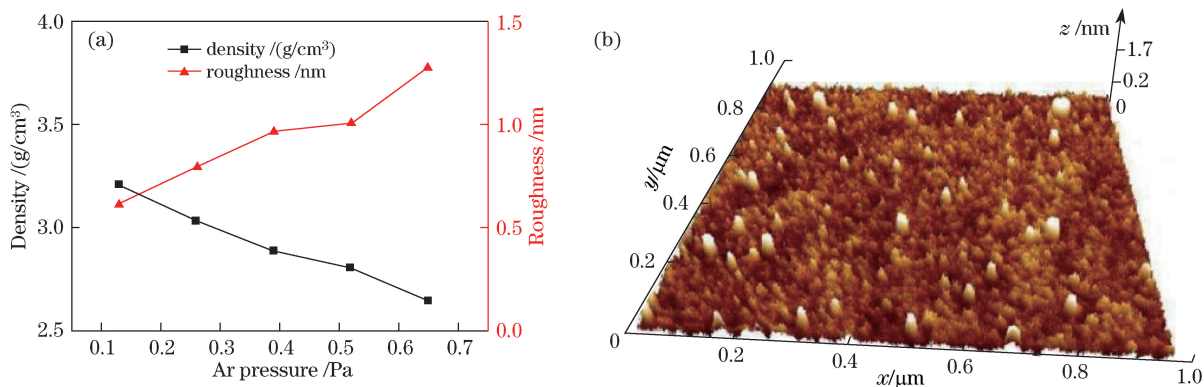 (a)
density /(g/cm³)
roughness /nm
4.0
3.5
3.0
2.5
Density /(g/cm³)
1.5
1.0
0.5
0.0
Roughness /nm
0.1 0.2 0.3 0.4 0.5 0.6 0.7
Ar pressure /Pa
(b)
z /nm
1.7
0.2
0
1.0
0.8
0.6
0.4
0.2
y/μm
0
0.2 0.4 0.6 0.8 1.0
x/μm